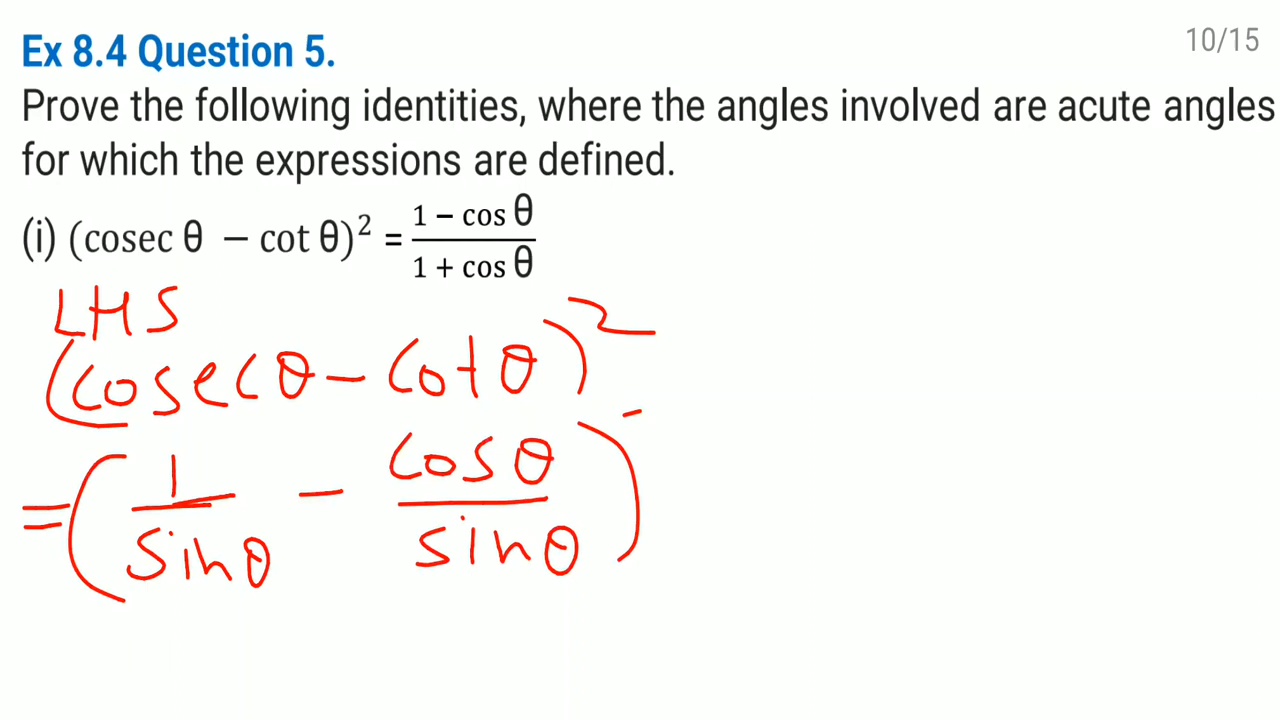 10/15
Ex 8.4 Question 5.
Prove the following identities, where the angles involved are acute angles
for which the expressions are defined.
(i) (cosec θ − cot θ)² = (1 − cos θ)/(1 + cos θ)
LHS
(cosecθ − cotθ)²
= (1/sinθ − cosθ/sinθ)